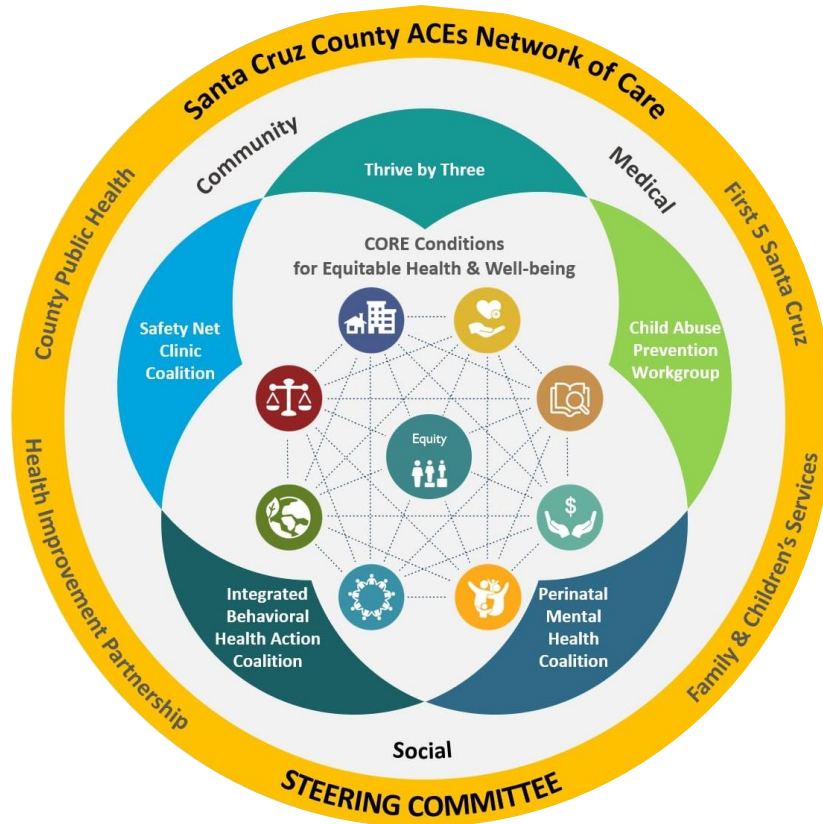 Santa Cruz County ACEs Network of Care
Community
Medical
County Public Health
First 5 Santa Cruz
Thrive by Three
CORE Conditions
for Equitable Health & Well-being
Safety Net
Clinic
Coalition
Child Abuse
Prevention
Workgroup
Equity
$
Health Improvement Partnership
Family & Children's Services
Integrated
Behavioral
Health Action
Coalition
Perinatal
Mental
Health
Coalition
Social
STEERING COMMITTEE